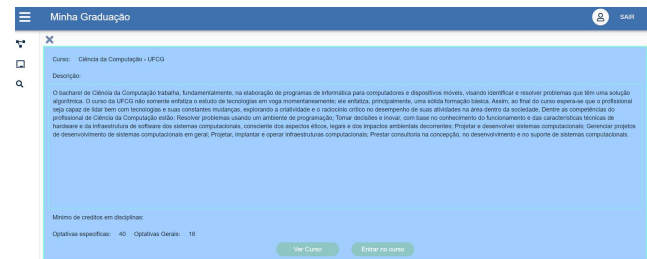 Minha Graduação
SAIR
Curso: Ciência da Computação - UFCG
Descrição:
O bacharel de Ciência da Computação trabalha, fundamentalmente, na elaboração de programas de informática para computadores e dispositivos móveis, visando identificar e resolver problemas que têm uma solução
algorítmica. O curso da UFCG não somente enfatiza o estudo de tecnologias em voga momentaneamente; ele enfatiza, principalmente, uma sólida formação básica. Assim, ao final do curso espera-se que o profissional
seja capaz de lidar bem com tecnologias e suas constantes mudanças, explorando a criatividade e o raciocínio crítico no desempenho de suas atividades na área dentro da sociedade. Dentre as competências do
profissional de Ciência da Computação estão: Resolver problemas usando um ambiente de programação; Tomar decisões e inovar, com base no conhecimento do funcionamento e das características técnicas de
hardware e da infraestrutura de software dos sistemas computacionais, consciente dos aspectos éticos, legais e dos impactos ambientais decorrentes; Projetar e desenvolver sistemas computacionais; Gerenciar projetos
de desenvolvimento de sistemas computacionais em geral; Projetar, implantar e operar infraestruturas computacionais; Prestar consultoria na concepção, no desenvolvimento e no suporte de sistemas computacionais.
Mínimo de creditos em disciplinas:
Optativas específicas: 40 Optativas Gerais: 16
Ver Curso Entrar no curso